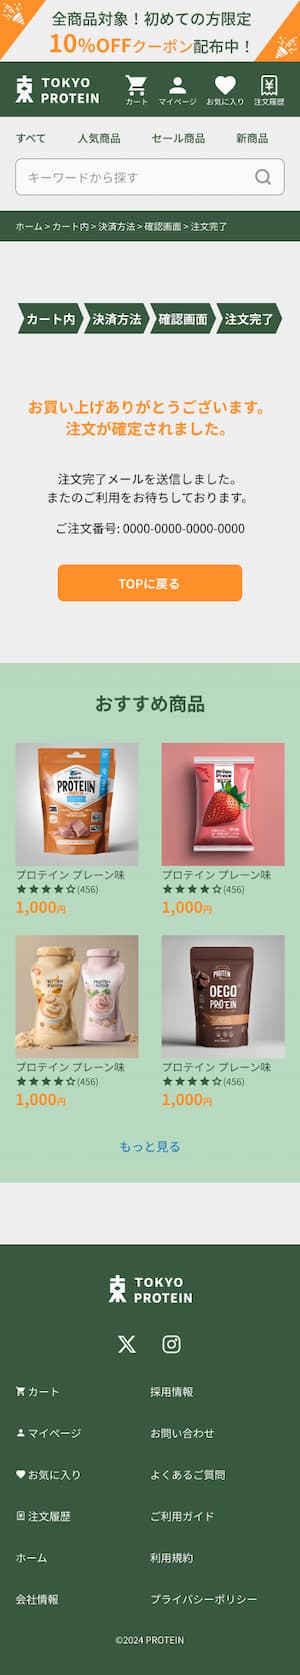 全商品対象！初めての方限定
10%OFFクーポン配布中！
TOKYO
PROTEIN
カート マイページ お気に入り 注文履歴
すべて 人気商品 セール商品 新商品
キーワードから探す
ホーム > カート内 > 決済方法 > 確認画面 > 注文完了
カート内 決済方法 確認画面 注文完了
お買い上げありがとうございます。
注文が確定されました。
注文完了メールを送信しました。
またのご利用をお待ちしております。
ご注文番号: 0000-0000-0000-0000
TOPに戻る
おすすめ商品
PROTEIIN
プロテイン プレーン味 プロテイン プレーン味
★★★★☆(456) ★★★★☆(456)
1,000円 1,000円
PROTEIN
OECO
PROTEIN
プロテイン プレーン味 プロテイン プレーン味
★★★★☆(456) ★★★★☆(456)
1,000円 1,000円
もっと見る
TOKYO
PROTEIN
カート 採用情報
マイページ お問い合わせ
お気に入り よくあるご質問
注文履歴 ご利用ガイド
ホーム 利用規約
会社情報 プライバシーポリシー
©2024 PROTEIN